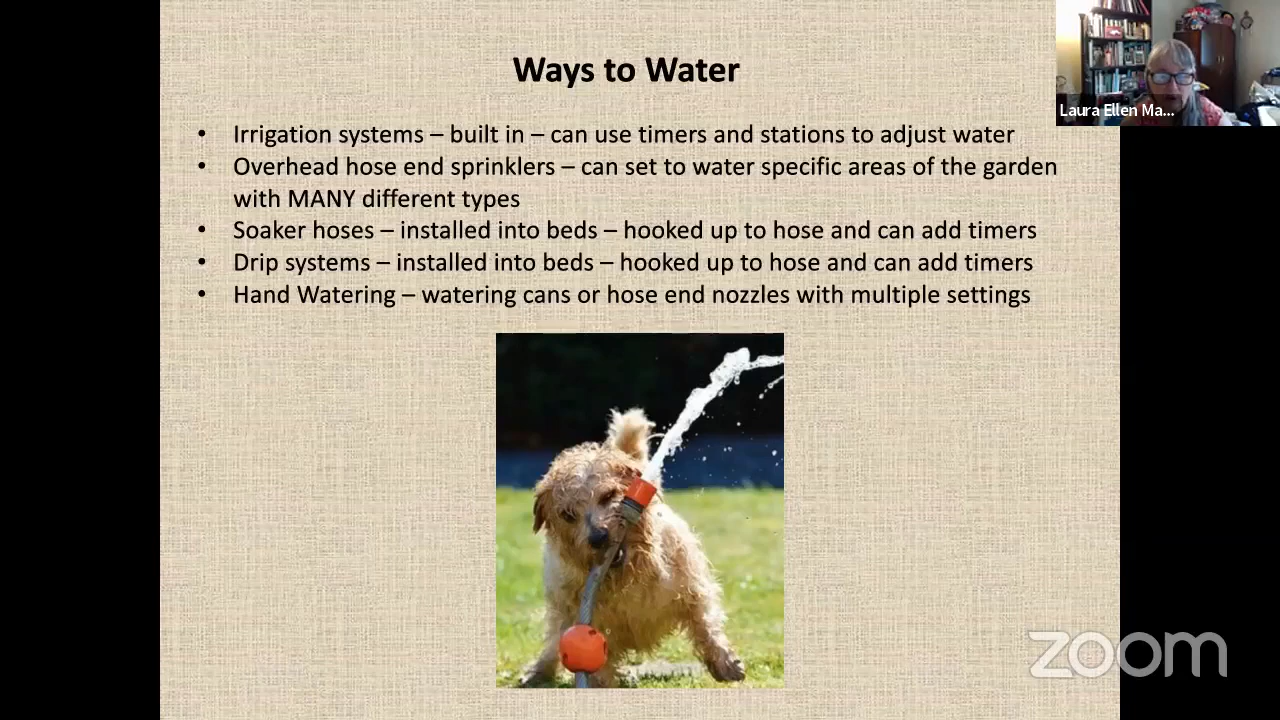 Ways to Water
Laura Ellen Ma...
• Irrigation systems – built in – can use timers and stations to adjust water
• Overhead hose end sprinklers – can set to water specific areas of the garden
with MANY different types
• Soaker hoses – installed into beds – hooked up to hose and can add timers
• Drip systems – installed into beds – hooked up to hose and can add timers
• Hand Watering – watering cans or hose end nozzles with multiple settings
zoom